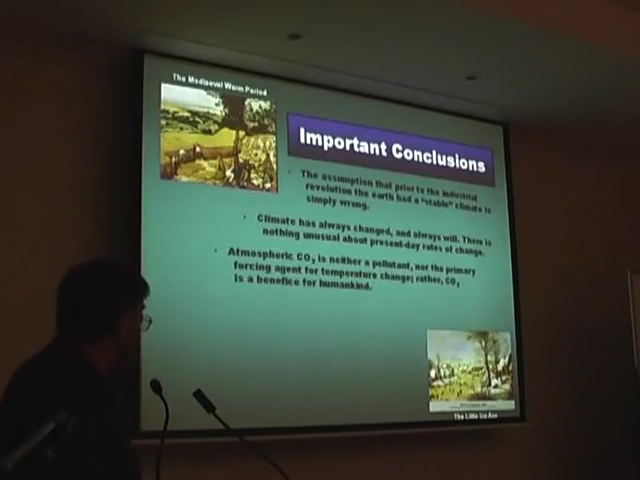 The Mediaeval Warm Period
Important Conclusions
The assumption that prior to the industrial
revolution the earth had a "stable" climate is
simply wrong.
Climate has always changed, and always will. There is
nothing unusual about present-day rates of change.
Atmospheric CO2 is neither a pollutant, nor the primary
forcing agent for temperature change; rather, CO2
is a benefice for humankind.
The Little Ice Age